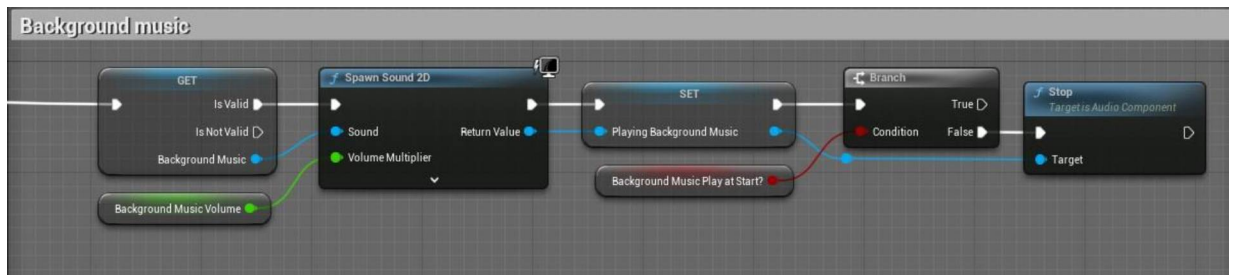 Background music
GET
Is Valid
Is Not Valid
Background Music
Background Music Volume
f Spawn Sound 2D
Sound
Return Value
Volume Multiplier
SET
Playing Background Music
Background Music Play at Start?
Branch
True
Condition
False
f Stop
Target is Audio Component
Target